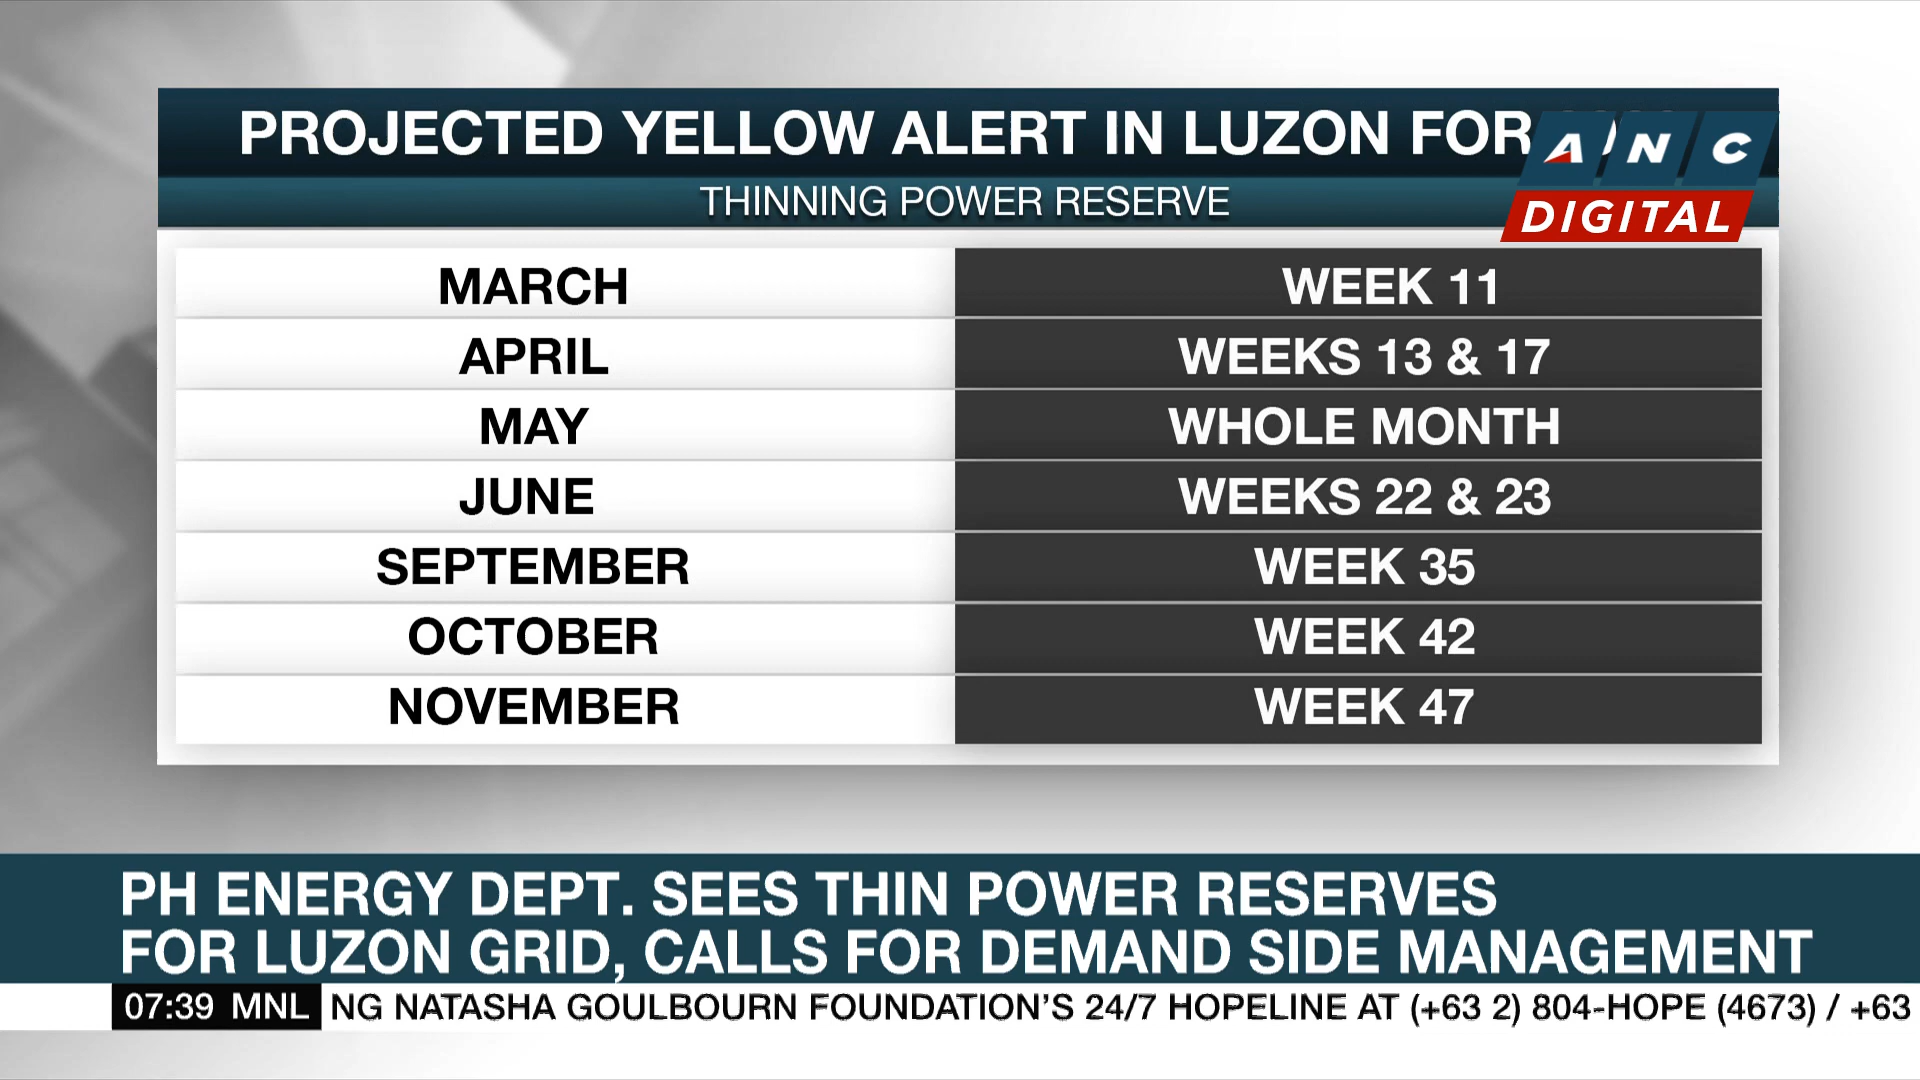 PROJECTED YELLOW ALERT IN LUZON FOR
ANC
DIGITAL
THINNING POWER RESERVE
MARCH WEEK 11
APRIL WEEKS 13 & 17
MAY WHOLE MONTH
JUNE WEEKS 22 & 23
SEPTEMBER WEEK 35
OCTOBER WEEK 42
NOVEMBER WEEK 47
PH ENERGY DEPT. SEES THIN POWER RESERVES
FOR LUZON GRID, CALLS FOR DEMAND SIDE MANAGEMENT
07:39 MNL NG NATASHA GOULBOURN FOUNDATION'S 24/7 HOPELINE AT (+63 2) 804-HOPE (4673) / +63